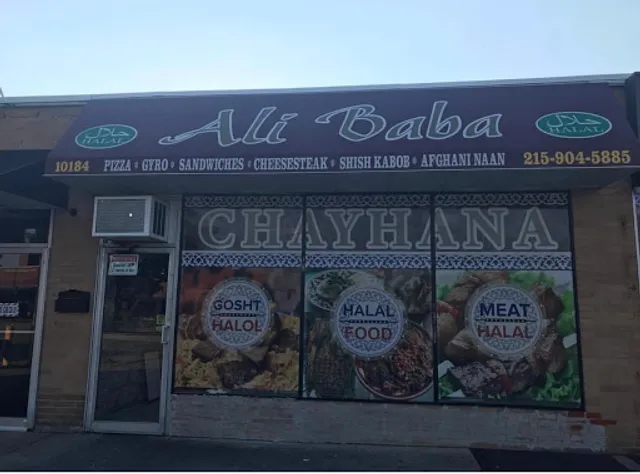 حلال
HALAL
Ali Baba
حلال
HALAL
10184 PIZZA GYRO SANDWICHES CHEESESTEAK SHISH KABOB AFGHANI NAAN 215-904-5885
CHAYHANA
GOSHT
HALOL
HALAL
FOOD
MEAT
HALAL